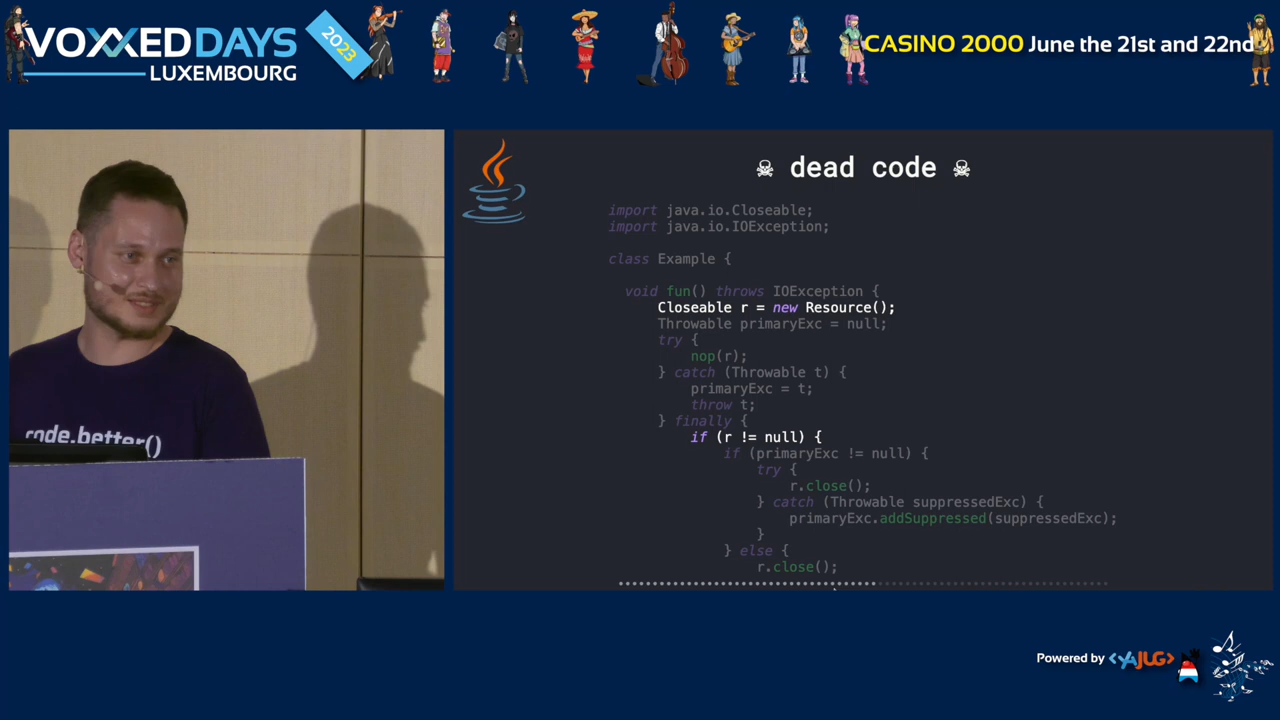 VOXXED DAYS
LUXEMBOURG
2023
CASINO 2000 June the 21st and 22nd
code.better()
☠ dead code ☠
import java.io.Closeable;
import java.io.IOException;
class Example {
void fun() throws IOException {
Closeable r = new Resource();
Throwable primaryExc = null;
try {
nop(r);
} catch (Throwable t) {
primaryExc = t;
throw t;
} finally {
if (r != null) {
if (primaryExc != null) {
try {
r.close();
} catch (Throwable suppressedExc) {
primaryExc.addSuppressed(suppressedExc);
}
} else {
r.close();
Powered by <YAJUG>